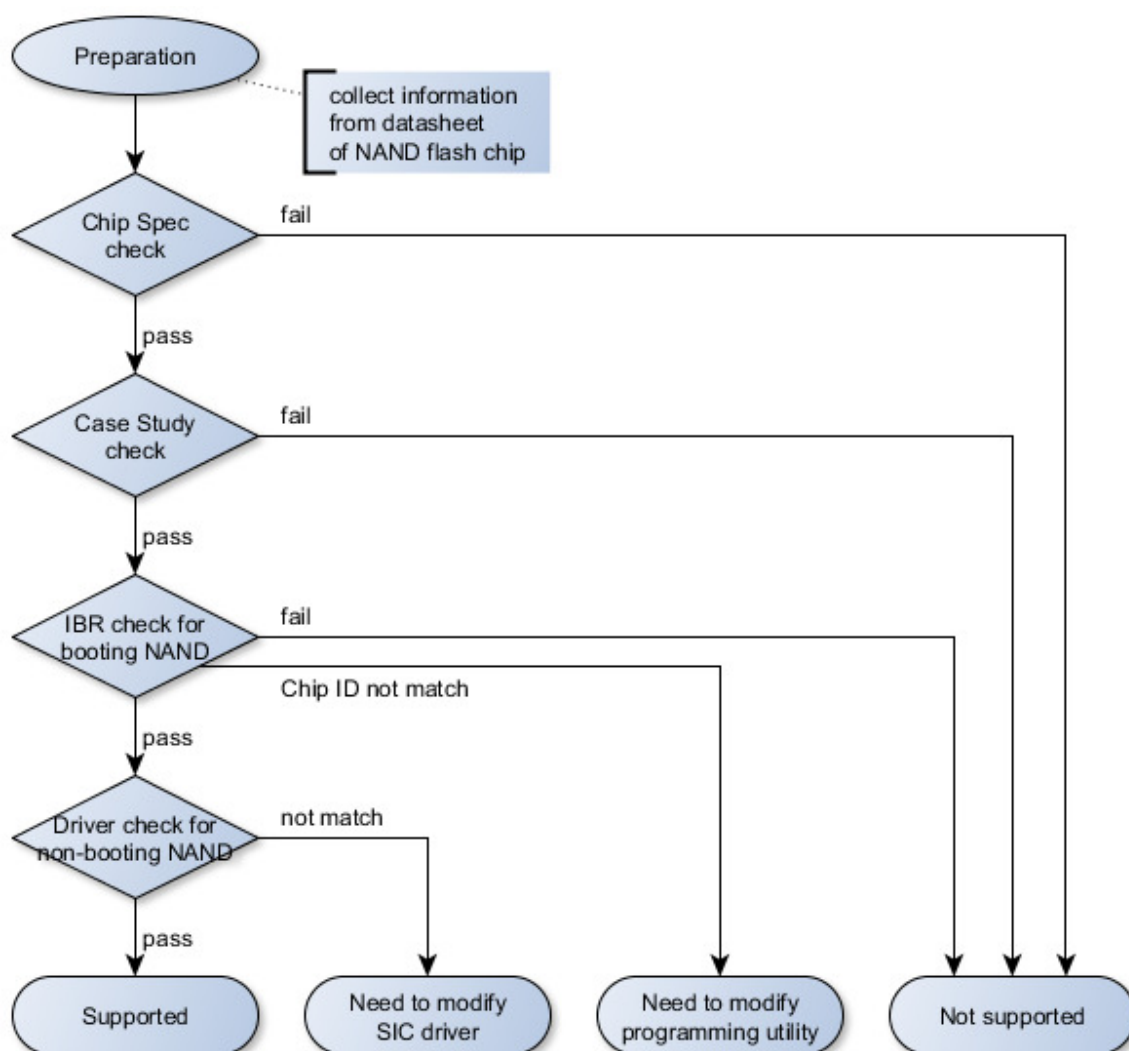 Preparation
collect information
from datasheet
of NAND flash chip
Chip Spec
check
fail
pass
Case Study
check
fail
pass
IBR check for
booting NAND
fail
Chip ID not match
pass
Driver check for
non-booting NAND
not match
pass
Supported
Need to modify
SIC driver
Need to modify
programming utility
Not supported